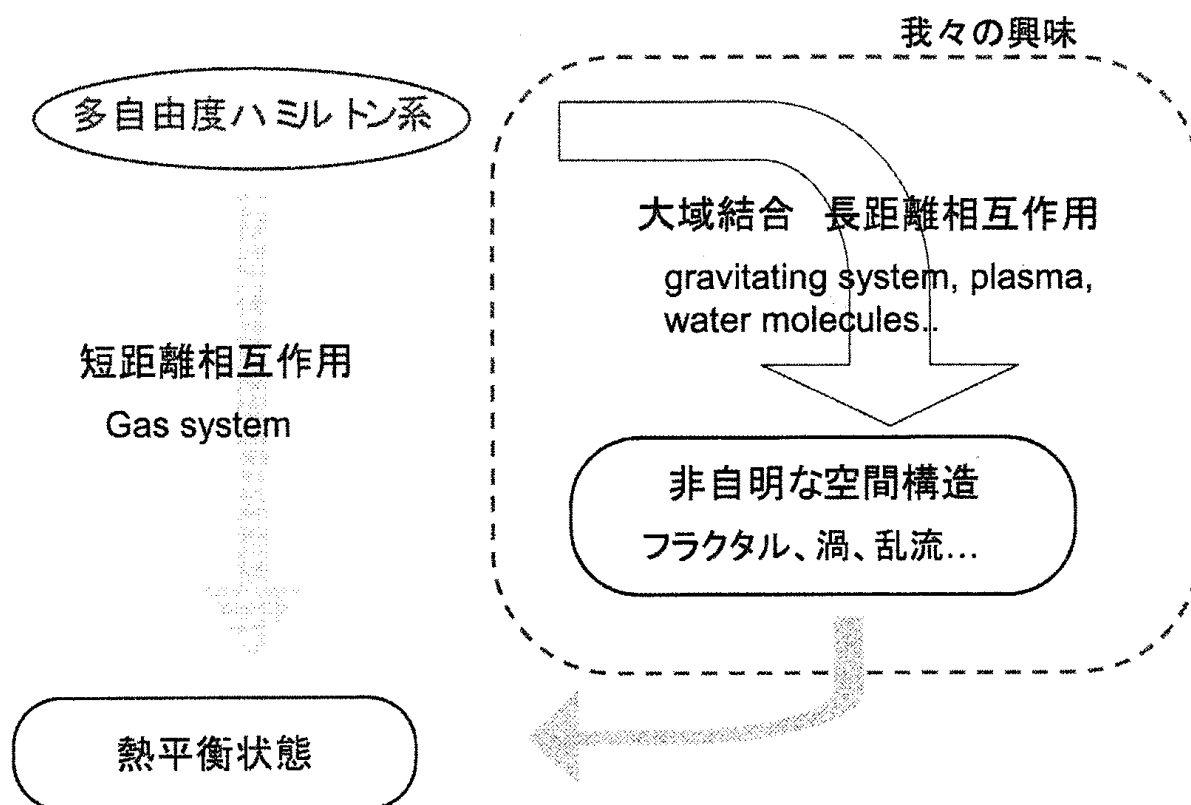 我々の興味
多自由度ハミルトン系
大域結合 長距離相互作用
gravitating system, plasma,
water molecules..
短距離相互作用
Gas system
非自明な空間構造
フラクタル、渦、乱流...
熱平衡状態